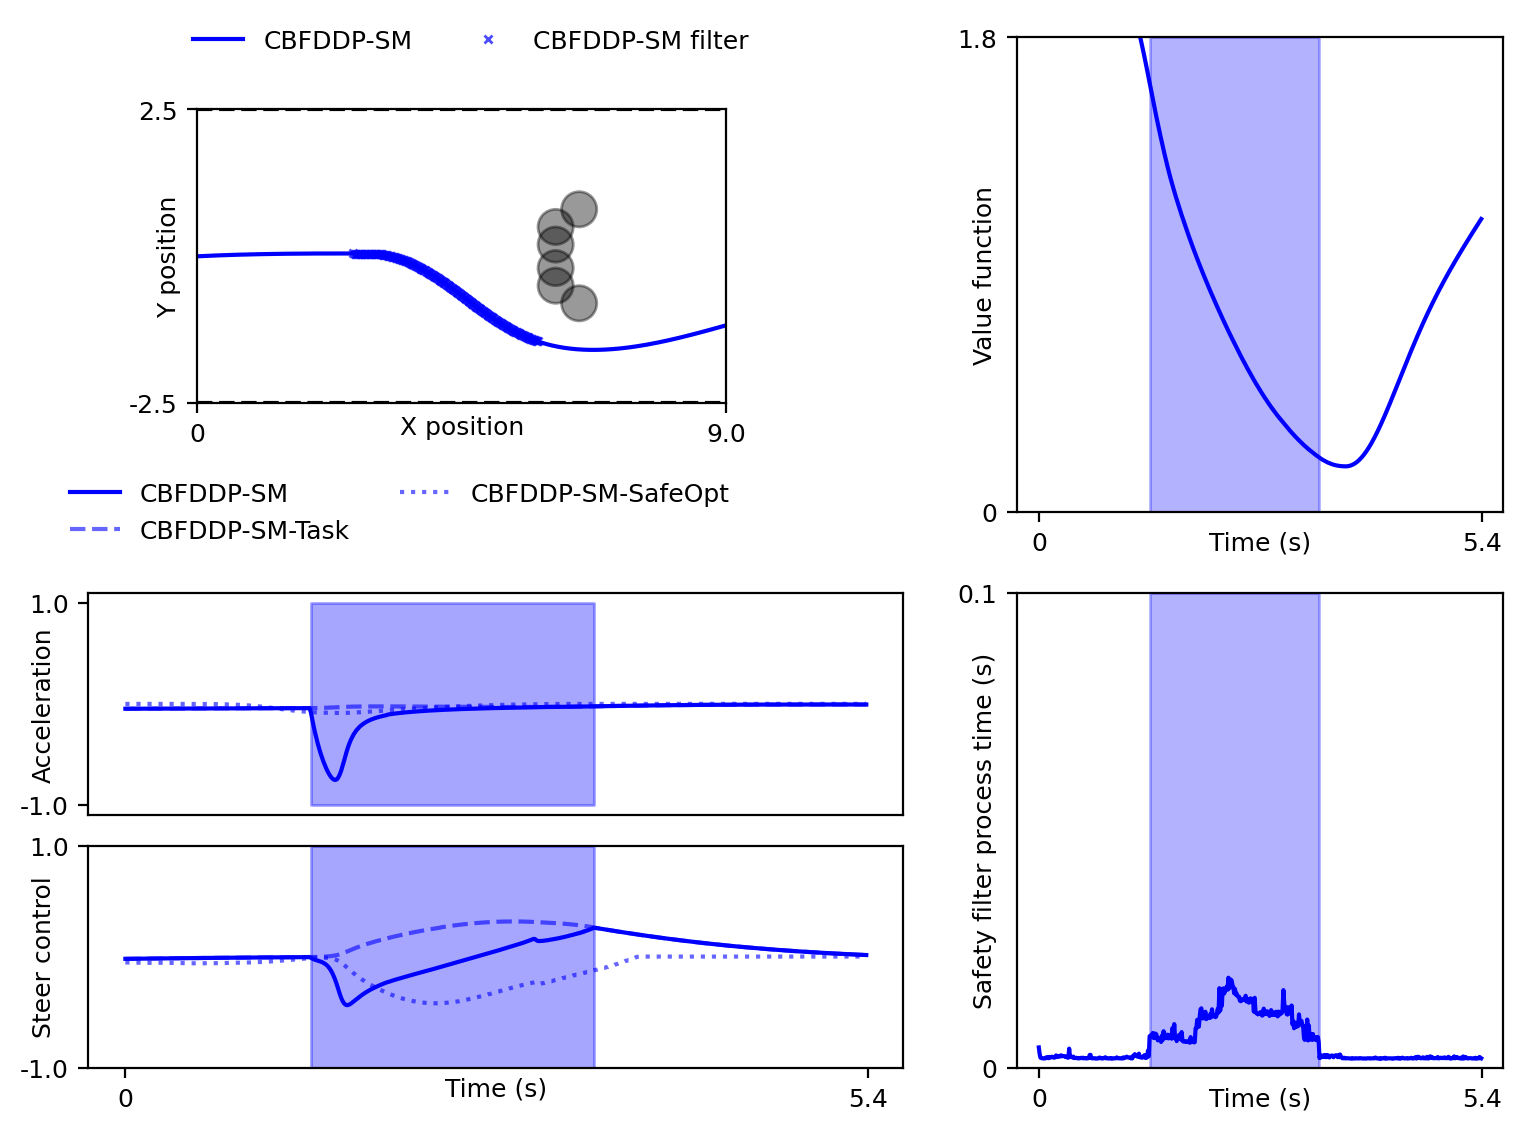 CBFDDP-SM
CBFDDP-SM filter
2.5
Y position
-2.5
0
X position
9.0
1.8
Value function
0
0
Time (s)
5.4
CBFDDP-SM
CBFDDP-SM-SafeOpt
CBFDDP-SM-Task
1.0
Acceleration
-1.0
1.0
Steer control
-1.0
0
Time (s)
5.4
0.1
Safety filter process time (s)
0
0
Time (s)
5.4